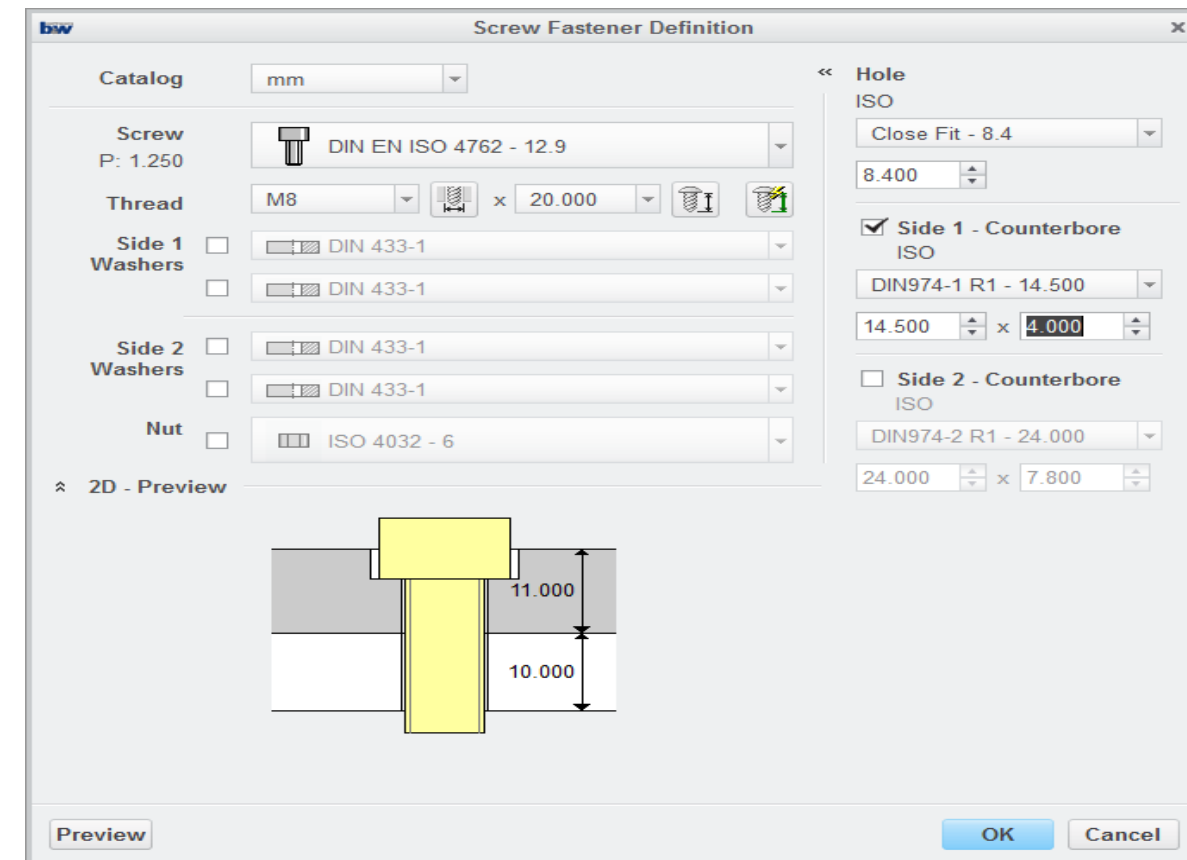 bw
Screw Fastener Definition
x
Catalog
mm
Screw
P: 1.250
DIN EN ISO 4762 - 12.9
Thread
M8
x
20.000
Side 1
Washers
DIN 433-1
DIN 433-1
Side 2
Washers
DIN 433-1
DIN 433-1
Nut
ISO 4032 - 6
2D - Preview
11.000
10.000
Hole
ISO
Close Fit - 8.4
8.400
Side 1 - Counterbore
ISO
DIN974-1 R1 - 14.500
14.500 x 4.000
Side 2 - Counterbore
ISO
DIN974-2 R1 - 24.000
24.000 x 7.800
Preview
OK
Cancel